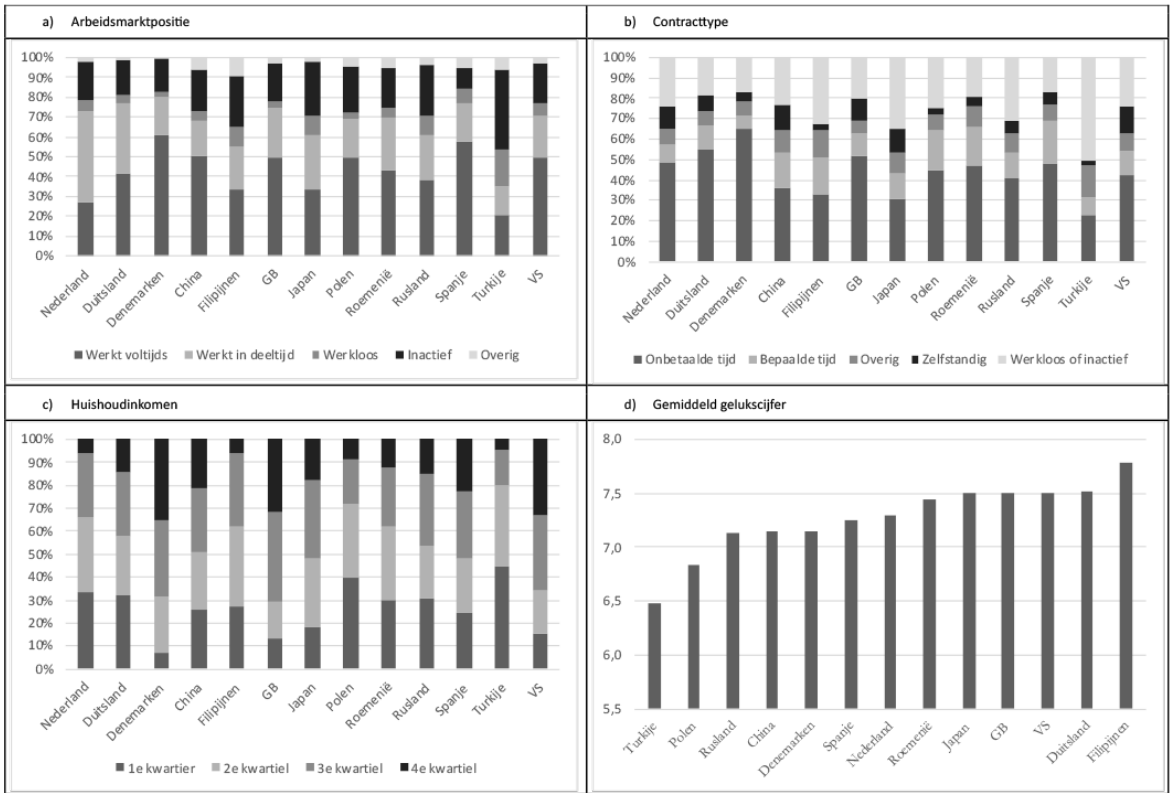 a) Arbeidsmarktpositie
100%
90%
80%
70%
60%
50%
40%
30%
20%
10%
0%
Nederland
Duitsland
Denemarken
China
Filipijnen
GB
Japan
Polen
Roemenië
Rusland
Spanje
Turkije
VS
Werkt voltijds Werkt in deeltijd Werkloos Inactief Overig
b) Contracttype
100%
90%
80%
70%
60%
50%
40%
30%
20%
10%
0%
Nederland
Duitsland
Denemarken
China
Filipijnen
GB
Japan
Polen
Roemenië
Rusland
Spanje
Turkije
VS
Onbetaalde tijd Bepaalde tijd Overig Zelfstandig Werkloos of inactief
c) Huishoudinkomen
100%
90%
80%
70%
60%
50%
40%
30%
20%
10%
0%
Nederland
Duitsland
Denemarken
China
Filipijnen
GB
Japan
Polen
Roemenië
Rusland
Spanje
Turkije
VS
1e kwartier 2e kwartiel 3e kwartiel 4e kwartiel
d) Gemiddeld gelukscijfer
8,0
7,5
7,0
6,5
6,0
5,5
Turkije
Polen
Rusland
China
Denemarken
Spanje
Nederland
Roemenië
Japan
GB
VS
Duitsland
Filipijnen